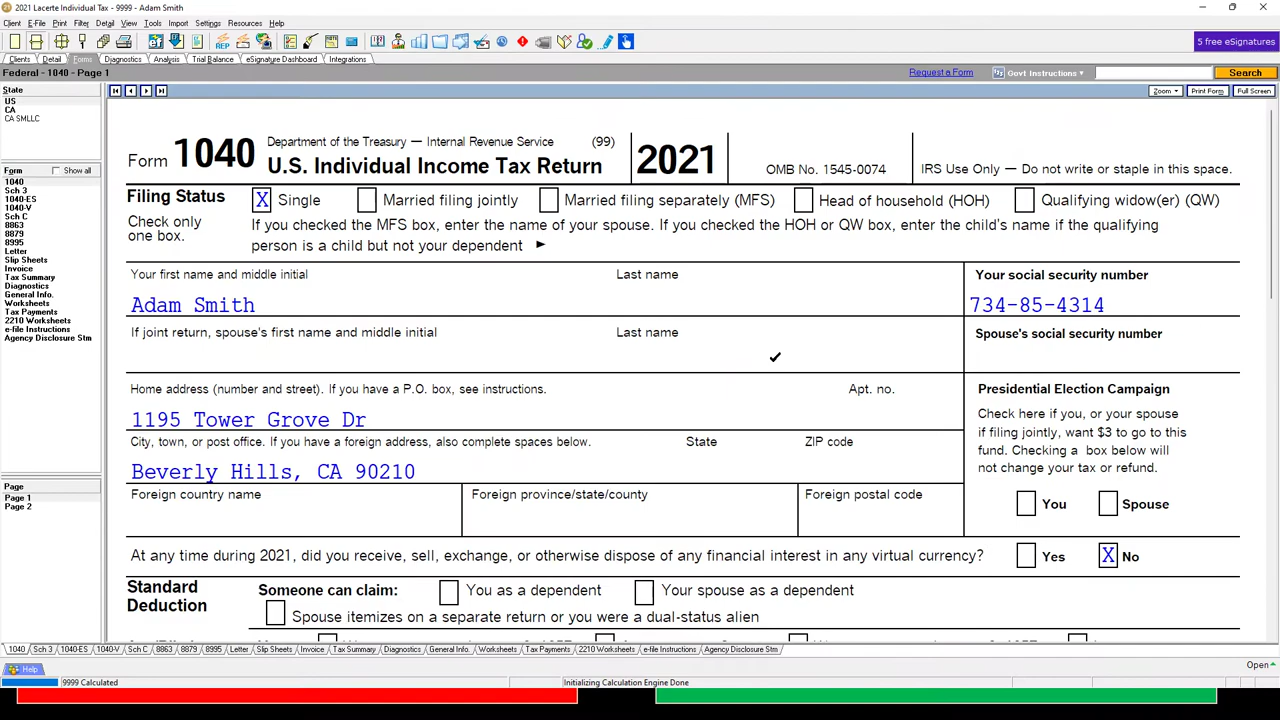 2021 Lacerte Individual Tax - 9999 - Adam Smith
Client E-File Print Filter Detail View Tools Import Settings Resources Help
REP
5 free eSignatures
Clients Detail Forms Diagnostics Analysis Trial Balance eSignature Dashboard Integrations
Federal - 1040 - Page 1
Request a Form
Govt Instructions
Search
State
US
CA
CA SMLLC
Zoom
Print Form
Full Screen
Form
Show all
1040
Sch 3
1040-ES
1040-V
Sch C
8863
8879
8995
Letter
Slip Sheets
Invoice
Tax Summary
Diagnostics
General Info.
Worksheets
Tax Payments
2210 Worksheets
e-file Instructions
Agency Disclosure Stm
Page
Page 1
Page 2
Form 1040
Department of the Treasury — Internal Revenue Service (99)
U.S. Individual Income Tax Return
2021
OMB No. 1545-0074
IRS Use Only — Do not write or staple in this space.
Filing Status
Check only
one box.
X Single
Married filing jointly
Married filing separately (MFS)
Head of household (HOH)
Qualifying widow(er) (QW)
If you checked the MFS box, enter the name of your spouse. If you checked the HOH or QW box, enter the child's name if the qualifying
person is a child but not your dependent
Your first name and middle initial
Last name
Your social security number
Adam Smith
734-85-4314
If joint return, spouse's first name and middle initial
Last name
Spouse's social security number
Home address (number and street). If you have a P.O. box, see instructions.
Apt. no.
1195 Tower Grove Dr
City, town, or post office. If you have a foreign address, also complete spaces below.
State
ZIP code
Beverly Hills, CA 90210
Foreign country name
Foreign province/state/county
Foreign postal code
Presidential Election Campaign
Check here if you, or your spouse
if filing jointly, want $3 to go to this
fund. Checking a box below will
not change your tax or refund.
You
Spouse
At any time during 2021, did you receive, sell, exchange, or otherwise dispose of any financial interest in any virtual currency?
Yes
X No
Standard
Deduction
Someone can claim:
You as a dependent
Your spouse as a dependent
Spouse itemizes on a separate return or you were a dual-status alien
1040 Sch 3 1040-ES 1040-V Sch C 8863 8879 8995 Letter Slip Sheets Invoice Tax Summary Diagnostics General Info. Worksheets Tax Payments 2210 Worksheets e-file Instructions Agency Disclosure Stm
Help
Open
9999 Calculated
Initializing Calculation Engine Done